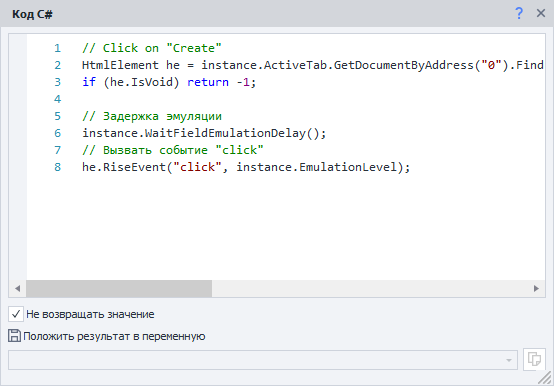 Код C#
? ×
1 // Click on "Create"
2 HtmlElement he = instance.ActiveTab.GetDocumentByAddress("0").Find
3 if (he.IsVoid) return -1;
4
5 // Задержка эмуляции
6 instance.WaitFieldEmulationDelay();
7 // Вызвать событие "click"
8 he.RiseEvent("click", instance.EmulationLevel);
Не возвращать значение
Положить результат в переменную